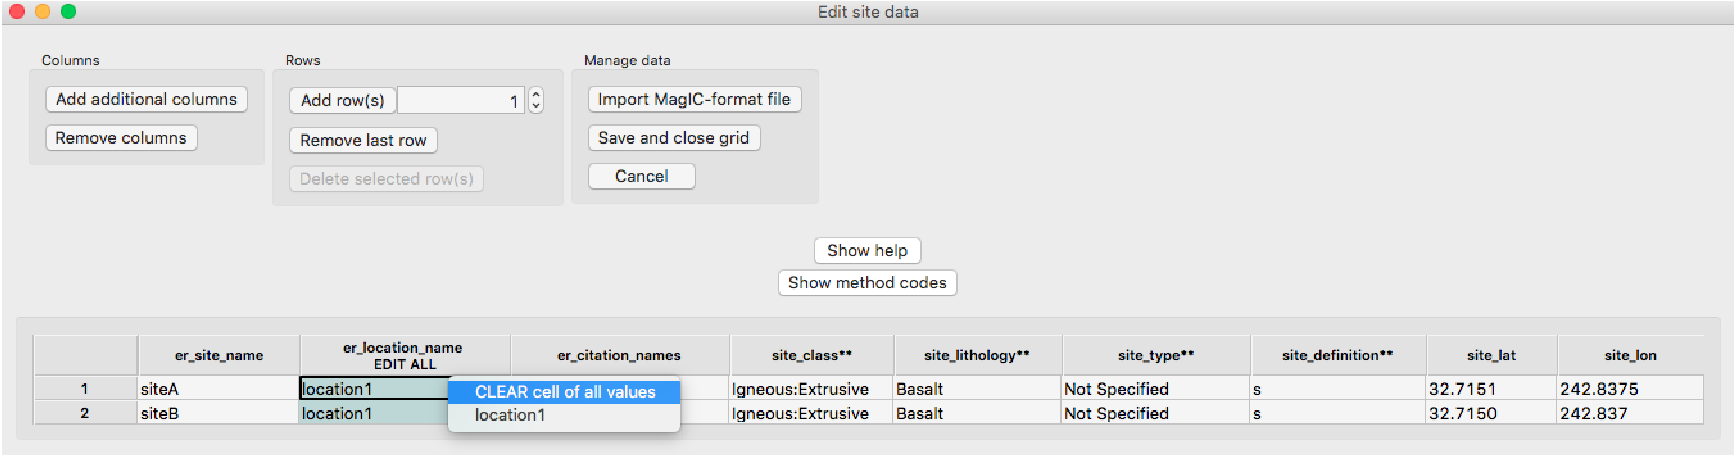 Edit site data
Columns
Rows
Manage data
Add additional columns
Add row(s)
1
Import MagIC-format file
Remove columns
Remove last row
Save and close grid
Delete selected row(s)
Cancel
Show help
Show method codes
er_site_name er_location_name EDIT ALL er_citation_names site_class** site_lithology** site_type** site_definition** site_lat site_lon
1 siteA location1 Igneous:Extrusive Basalt Not Specified s 32.7151 242.8375
2 siteB location1 Igneous:Extrusive Basalt Not Specified s 32.7150 242.837
CLEAR cell of all values
location1